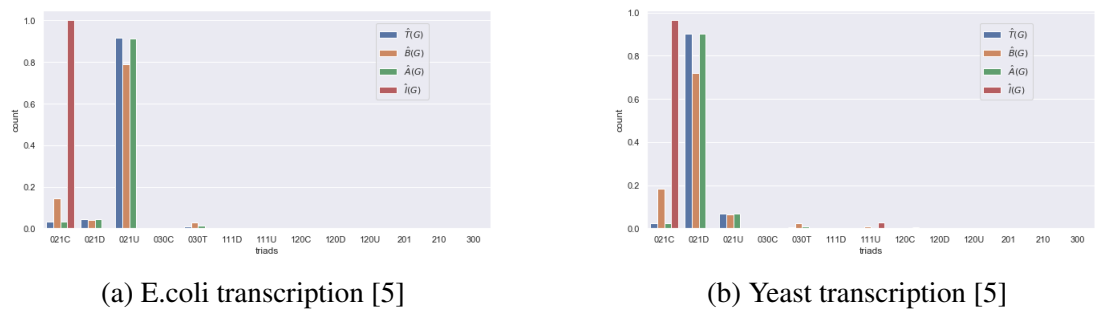 1.0
0.8
0.6
0.4
0.2
0.0
count
T̂(G)
B̂(G)
Â(G)
Î(G)
021C 021D 021U 030C 030T 111D 111U 120C 120D 120U 201 210 300
triads
(a) E.coli transcription [5]
1.0
0.8
0.6
0.4
0.2
0.0
count
T̂(G)
B̂(G)
Â(G)
Î(G)
021C 021D 021U 030C 030T 111D 111U 120C 120D 120U 201 210 300
triads
(b) Yeast transcription [5]